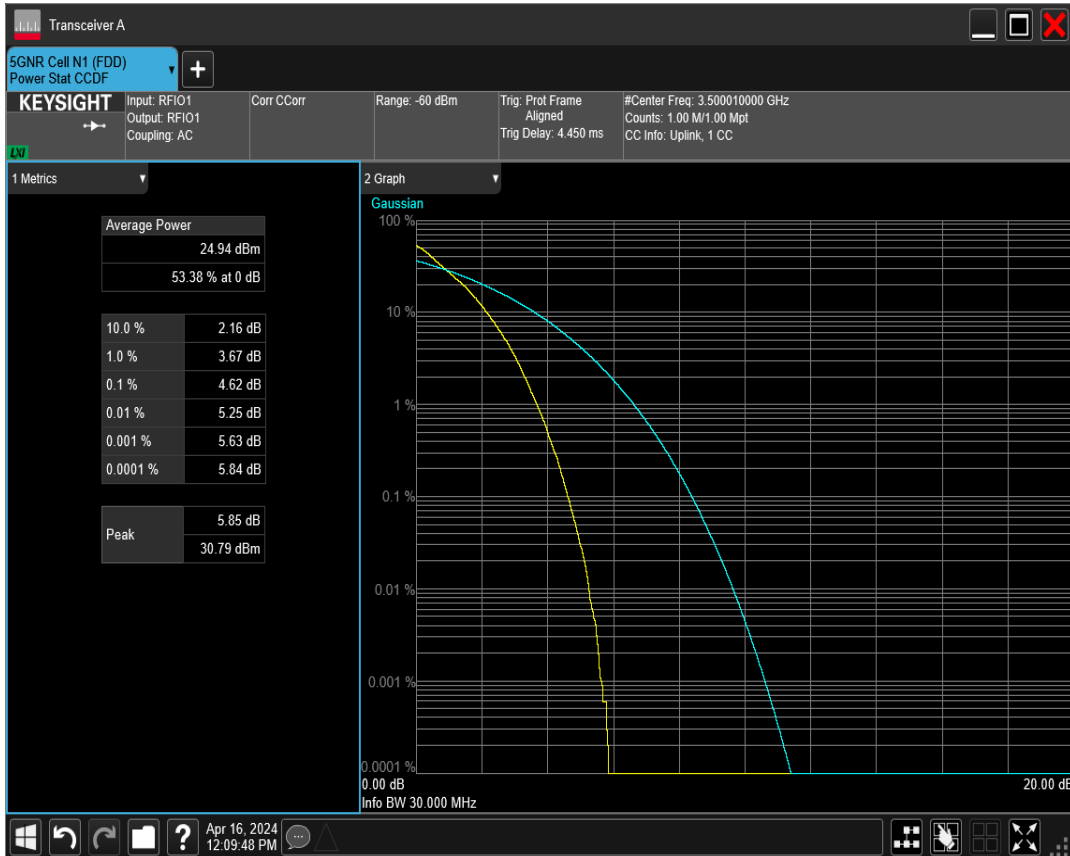 Transceiver A
5GNR Cell N1 (FDD)
Power Stat CCDF
KEYSIGHT
LXI
Input: RFIO1
Output: RFIO1
Coupling: AC
Corr CCorr
Range: -60 dBm
Trig: Prot Frame
Aligned
Trig Delay: 4.450 ms
#Center Freq: 3.500010000 GHz
Counts: 1.00 M/1.00 Mpt
CC Info: Uplink, 1 CC
1 Metrics
Average Power
24.94 dBm
53.38 % at 0 dB
10.0 % 2.16 dB
1.0 % 3.67 dB
0.1 % 4.62 dB
0.01 % 5.25 dB
0.001 % 5.63 dB
0.0001 % 5.84 dB
Peak
5.85 dB
30.79 dBm
2 Graph
Gaussian
100 %
10 %
1 %
0.1 %
0.01 %
0.001 %
0.0001 %
0.00 dB 20.00 dB
Info BW 30.000 MHz
Apr 16, 2024
12:09:48 PM